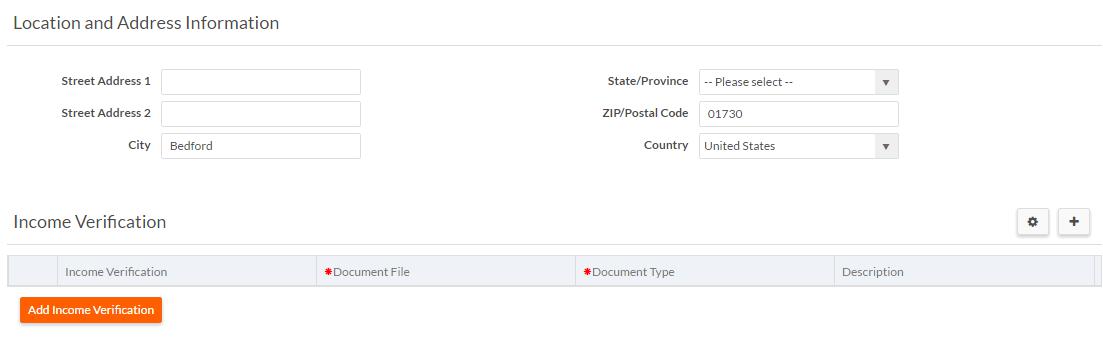 Location and Address Information
Street Address 1
State/Province -- Please select --
Street Address 2
ZIP/Postal Code 01730
City Bedford
Country United States
Income Verification
Income Verification *Document File *Document Type Description
Add Income Verification